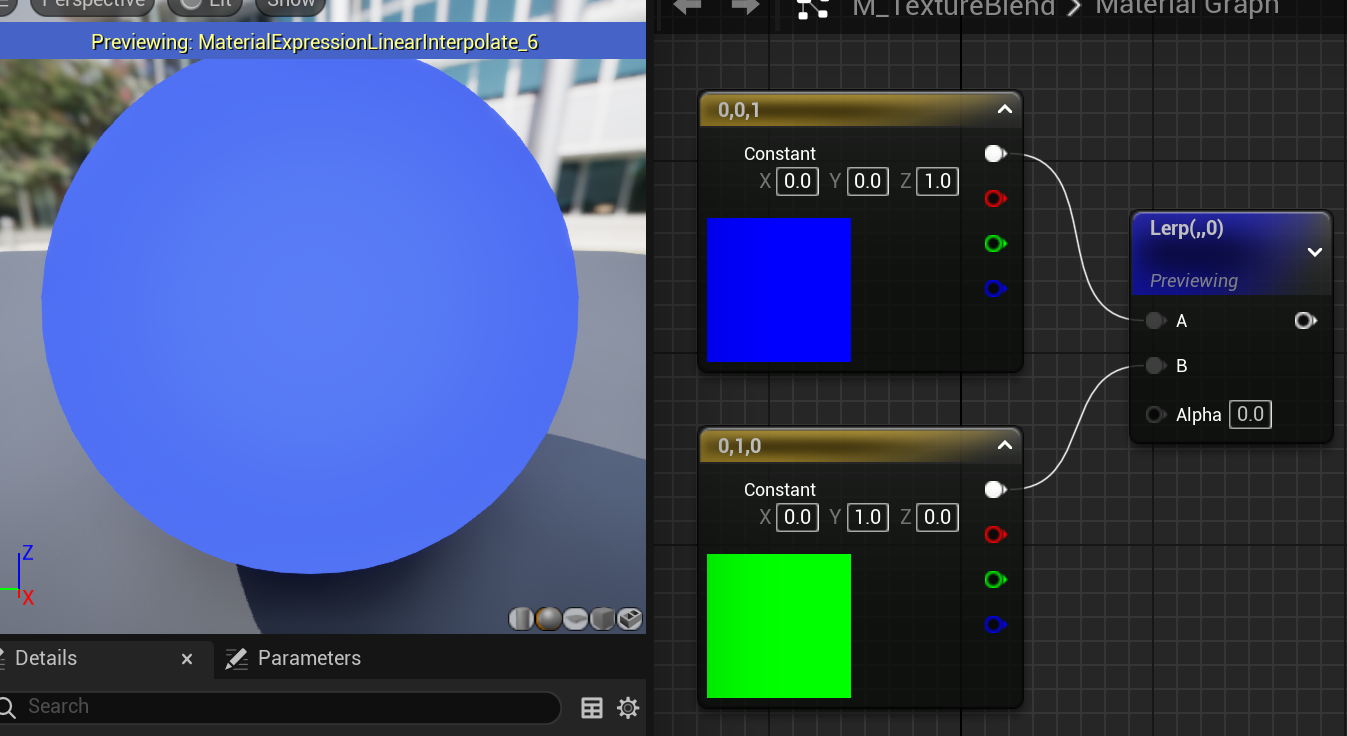 Perspective
Lit
Show
Previewing: MaterialExpressionLinearInterpolate_6
Z
X
Details
Parameters
Search
M_TextureBlend
Material Graph
0,0,1
Constant
X 0.0 Y 0.0 Z 1.0
0,1,0
Constant
X 0.0 Y 1.0 Z 0.0
Lerp(,,0)
Previewing
A
B
Alpha 0.0